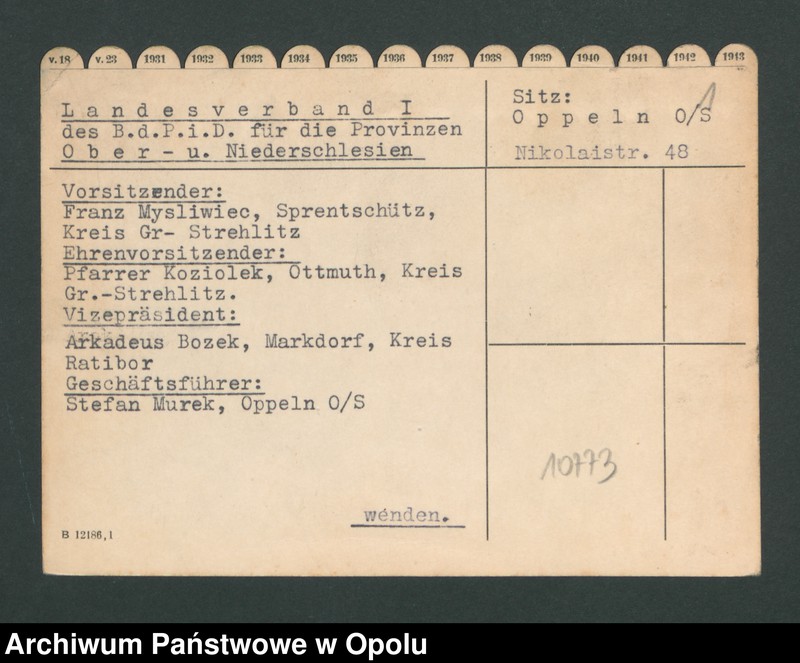 v. 18 v. 23 1931 1932 1933 1934 1935 1936 1937 1938 1939 1940 1941 1942 1943
Landesverband I
des B.d.P.i.D. für die Provinzen
Ober- u. Niederschlesien
Sitz:
Oppeln O/S
Nikolaistr. 48
Vorsitzender:
Franz Mysliwiec, Sprentschütz,
Kreis Gr- Strehlitz
Ehrenvorsitzender:
Pfarrer Koziolek, Ottmuth, Kreis
Gr.-Strehlitz.
Vizepräsident:
Arkadeus Bozek, Markdorf, Kreis
Ratibor
Geschäftsführer:
Stefan Murek, Oppeln O/S
10773
wenden.
B 12186,1
Archiwum Państwowe w Opolu